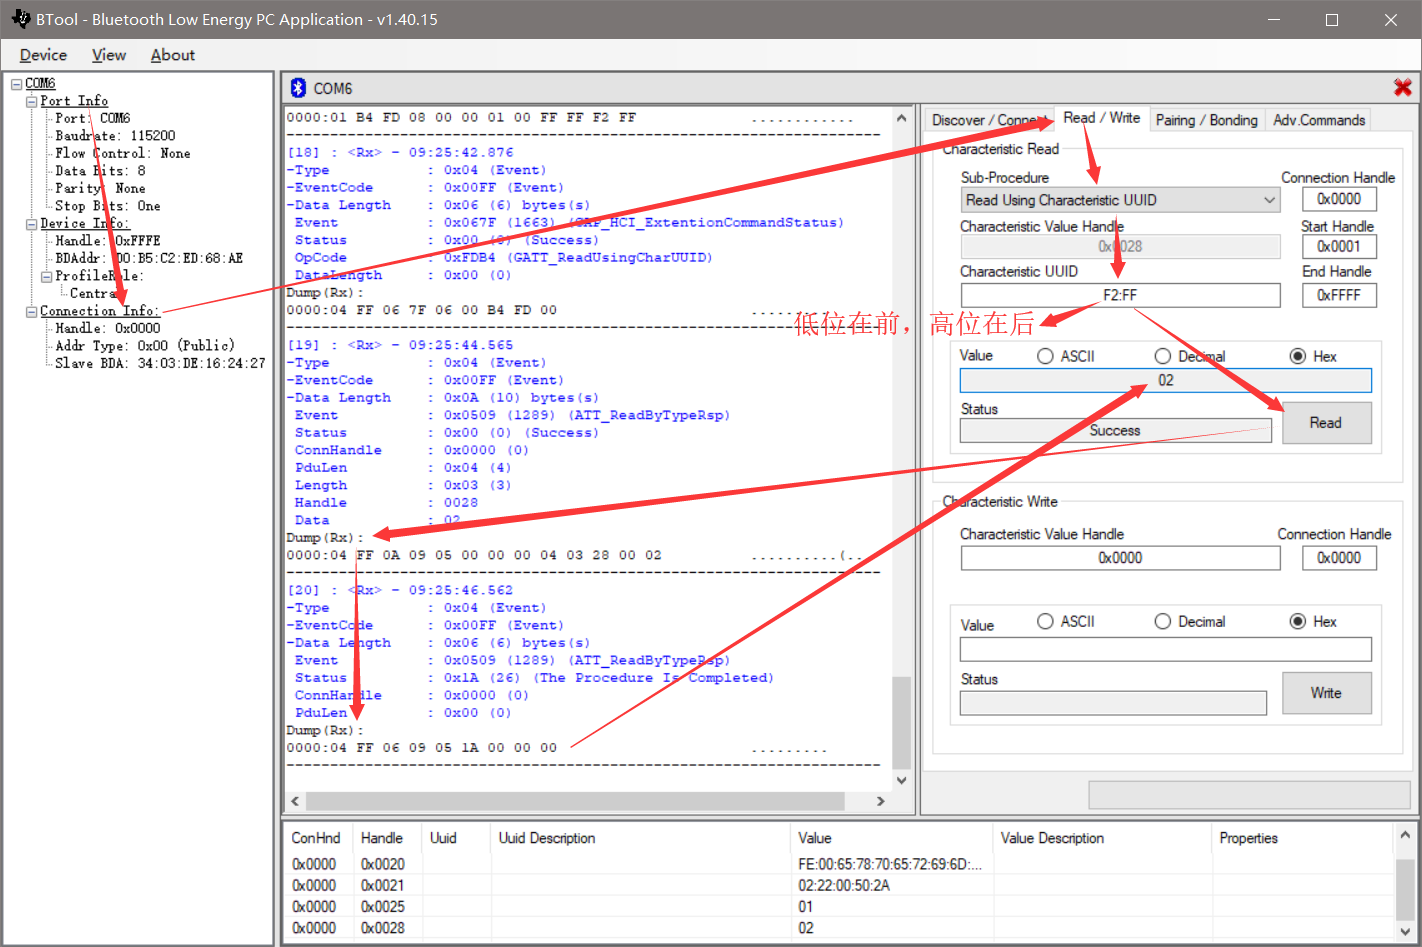 BTool - Bluetooth Low Energy PC Application - v1.40.15
Device View About
COM6
Port Info
Port: COM6
Baudrate: 115200
Flow Control: None
Data Bits: 8
Parity: None
Stop Bits: One
Device Info:
Handle: 0xFFFE
BDAddr: D0:B5:C2:ED:68:AE
ProfileRole:
Central
Connection Info:
Handle: 0x0000
Addr Type: 0x00 (Public)
Slave BDA: 34:03:DE:16:24:27
COM6
0000:01 B4 FD 08 00 00 01 00 FF FF F2 FF ............
[18] : <Rx> - 09:25:42.876
-Type : 0x04 (Event)
-EventCode : 0x00FF (Event)
-Data Length : 0x06 (6) bytes(s)
Event : 0x067F (1663) (GAP_HCI_ExtentionCommandStatus)
Status : 0x00 (0) (Success)
OpCode : 0xFDB4 (GATT_ReadUsingCharUUID)
DataLength : 0x00 (0)
Dump(Rx):
0000:04 FF 06 7F 06 00 B4 FD 00
[19] : <Rx> - 09:25:44.565
-Type : 0x04 (Event)
-EventCode : 0x00FF (Event)
-Data Length : 0x0A (10) bytes(s)
Event : 0x0509 (1289) (ATT_ReadByTypeRsp)
Status : 0x00 (0) (Success)
ConnHandle : 0x0000 (0)
PduLen : 0x04 (4)
Length : 0x03 (3)
Handle : 0028
Data : 02
Dump(Rx):
0000:04 FF 0A 09 05 00 00 00 04 03 28 00 02 ..........(..
[20] : <Rx> - 09:25:46.562
-Type : 0x04 (Event)
-EventCode : 0x00FF (Event)
-Data Length : 0x06 (6) bytes(s)
Event : 0x0509 (1289) (ATT_ReadByTypeRsp)
Status : 0x1A (26) (The Procedure Is Completed)
ConnHandle : 0x0000 (0)
PduLen : 0x00 (0)
Dump(Rx):
0000:04 FF 06 09 05 1A 00 00 00 .........
Discover / Connect Read / Write Pairing / Bonding Adv.Commands
Characteristic Read
Sub-Procedure Connection Handle
Read Using Characteristic UUID 0x0000
Characteristic Value Handle Start Handle
0x0028 0x0001
Characteristic UUID End Handle
F2:FF 0xFFFF
低位在前，高位在后
Value ASCII Decimal Hex
02
Status
Success Read
Characteristic Write
Characteristic Value Handle Connection Handle
0x0000 0x0000
Value ASCII Decimal Hex
Status
Write
ConHnd Handle Uuid Uuid Description Value Value Description Properties
0x0000 0x0020 FE:00:65:78:70:65:72:69:6D:...
0x0000 0x0021 02:22:00:50:2A
0x0000 0x0025 01
0x0000 0x0028 02